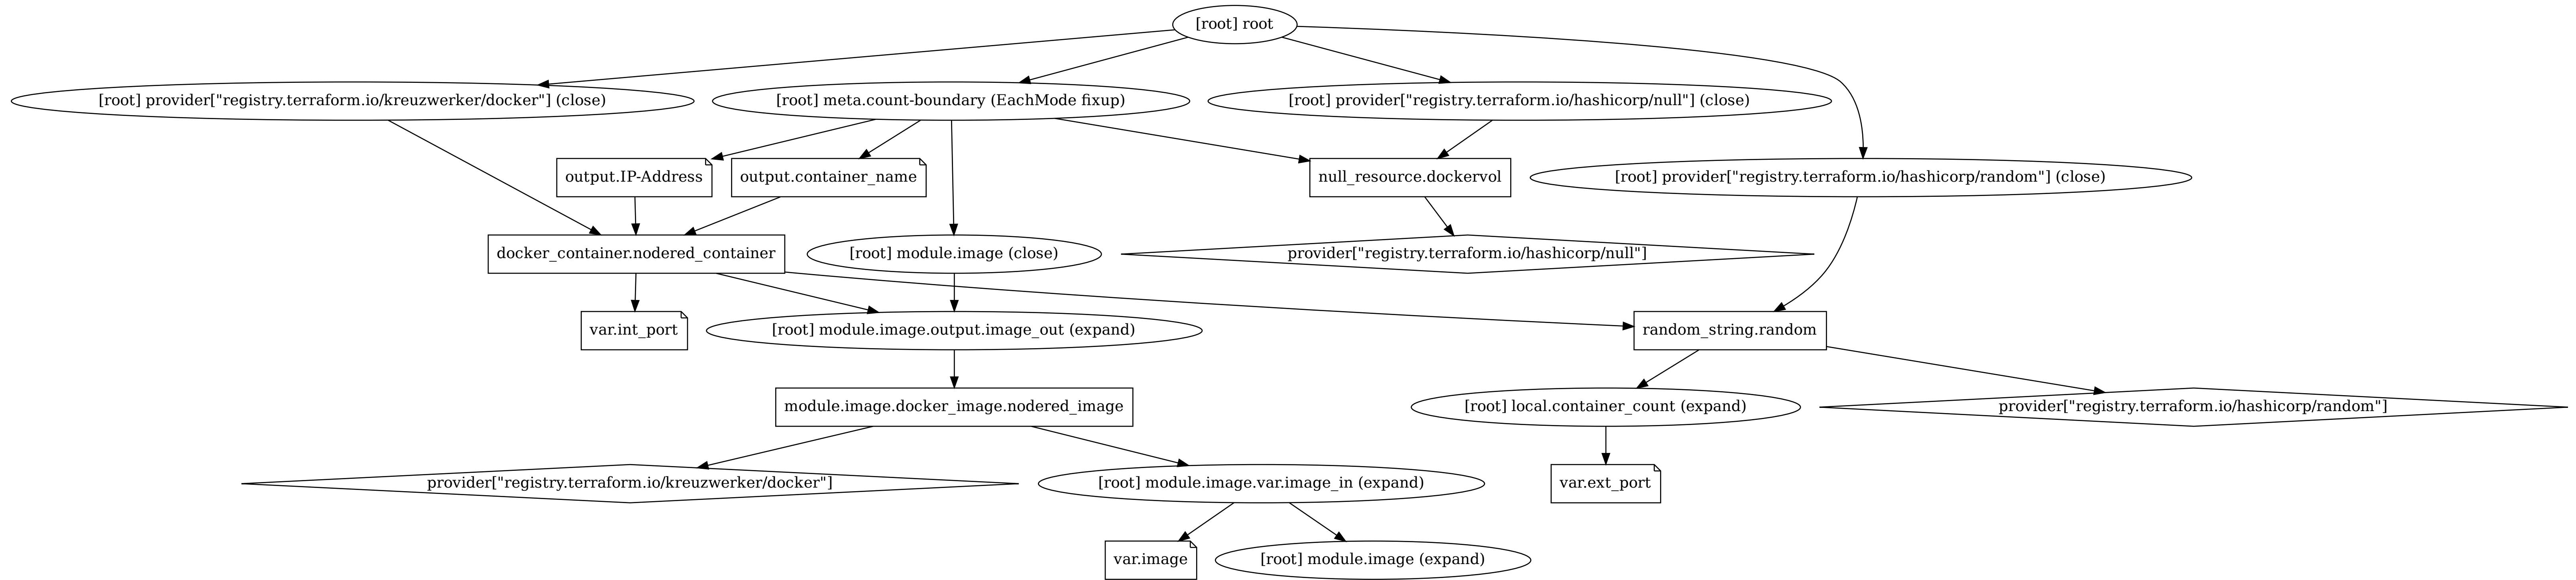 [root] root
[root] provider["registry.terraform.io/kreuzwerker/docker"] (close)
[root] meta.count-boundary (EachMode fixup)
[root] provider["registry.terraform.io/hashicorp/null"] (close)
output.IP-Address
output.container_name
null_resource.dockervol
[root] provider["registry.terraform.io/hashicorp/random"] (close)
docker_container.nodered_container
[root] module.image (close)
provider["registry.terraform.io/hashicorp/null"]
var.int_port
[root] module.image.output.image_out (expand)
random_string.random
module.image.docker_image.nodered_image
[root] local.container_count (expand)
provider["registry.terraform.io/hashicorp/random"]
provider["registry.terraform.io/kreuzwerker/docker"]
[root] module.image.var.image_in (expand)
var.ext_port
var.image
[root] module.image (expand)